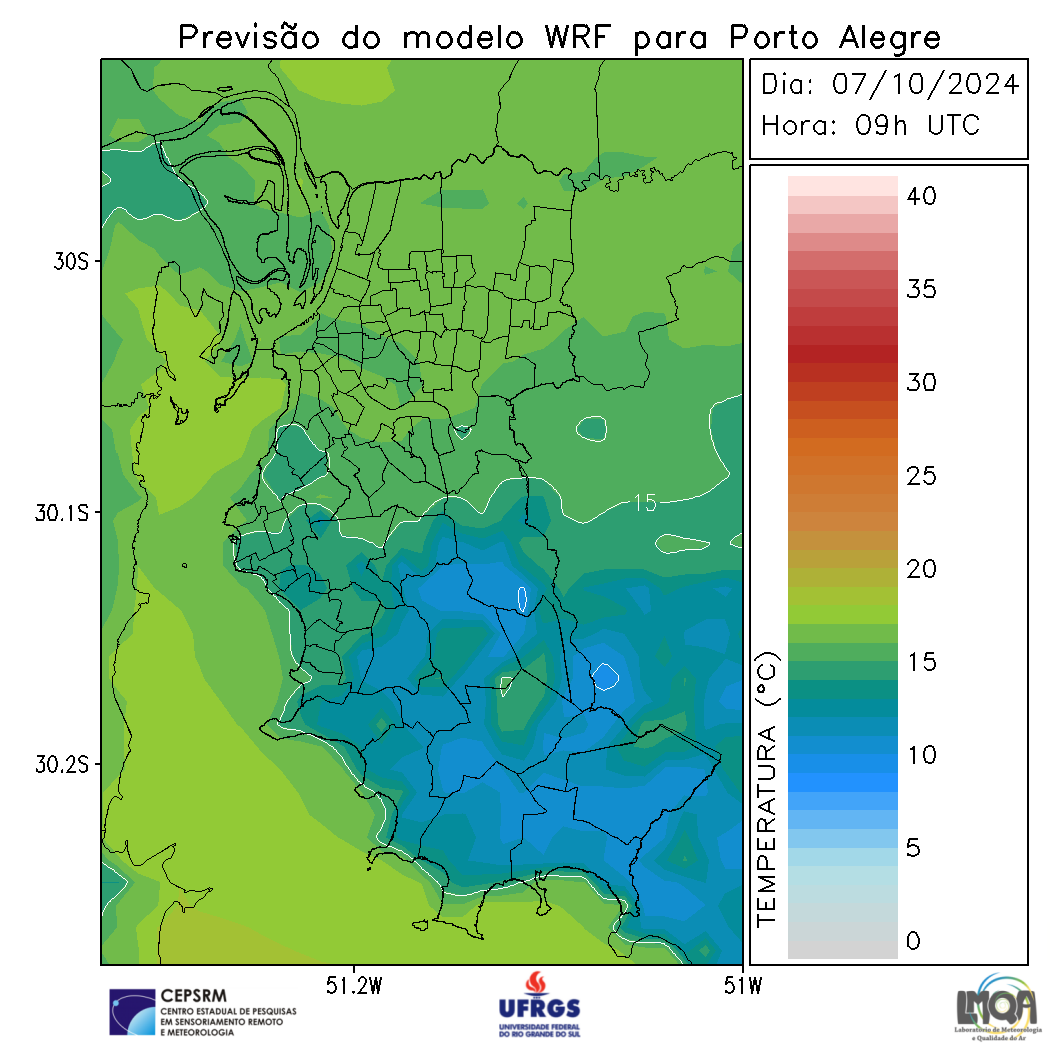 Previsão do modelo WRF para Porto Alegre
Dia: 07/10/2024
Hora: 09h UTC
40
35
30
25
20
15
10
5
0
TEMPERATURA (°C)
30S
30.1S
30.2S
15
51.2W
51W
CEPSRM
CENTRO ESTADUAL DE PESQUISAS
EM SENSORIAMENTO REMOTO
E METEOROLOGIA
UFRGS
UNIVERSIDADE FEDERAL
DO RIO GRANDE DO SUL
LMQA
Laboratório de Meteorologia
e Qualidade do Ar